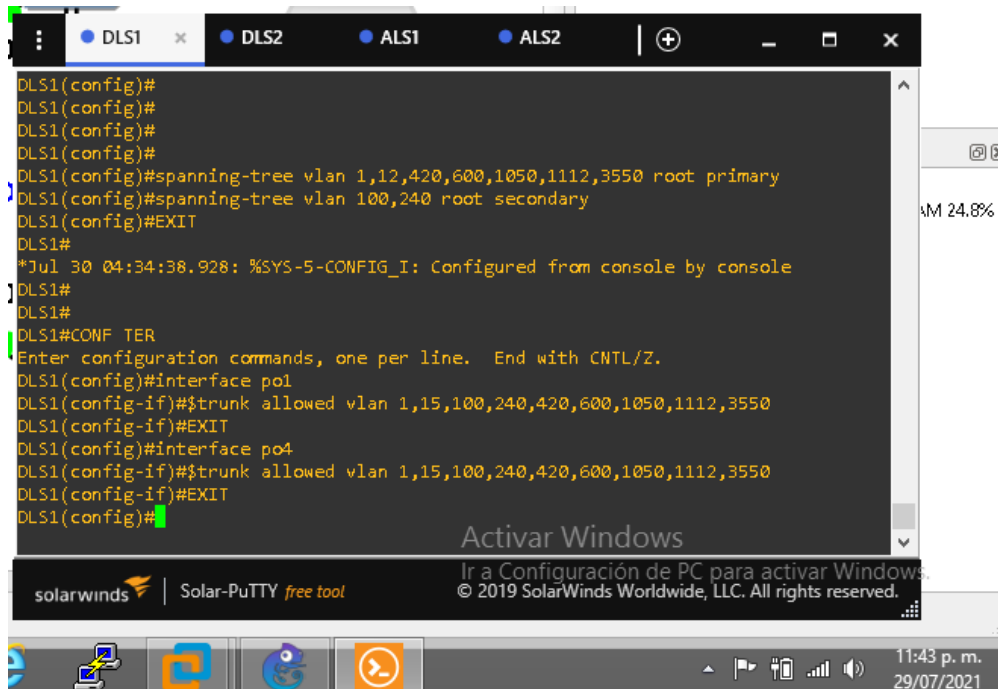 DLS1
DLS2
ALS1
ALS2
DLS1(config)#
DLS1(config)#
DLS1(config)#
DLS1(config)#
DLS1(config)#spanning-tree vlan 1,12,420,600,1050,1112,3550 root primary
DLS1(config)#spanning-tree vlan 100,240 root secondary
DLS1(config)#EXIT
DLS1#
*Jul 30 04:34:38.928: %SYS-5-CONFIG_I: Configured from console by console
DLS1#
DLS1#
DLS1#CONF TER
Enter configuration commands, one per line.  End with CNTL/Z.
DLS1(config)#interface po1
DLS1(config-if)#$trunk allowed vlan 1,15,100,240,420,600,1050,1112,3550
DLS1(config-if)#EXIT
DLS1(config)#interface po4
DLS1(config-if)#$trunk allowed vlan 1,15,100,240,420,600,1050,1112,3550
DLS1(config-if)#EXIT
DLS1(config)#
AM 24.8%
Activar Windows
Ir a Configuración de PC para activar Windows.
solarwinds
Solar-PuTTY free tool
© 2019 SolarWinds Worldwide, LLC. All rights reserved.
11:43 p. m.
29/07/2021